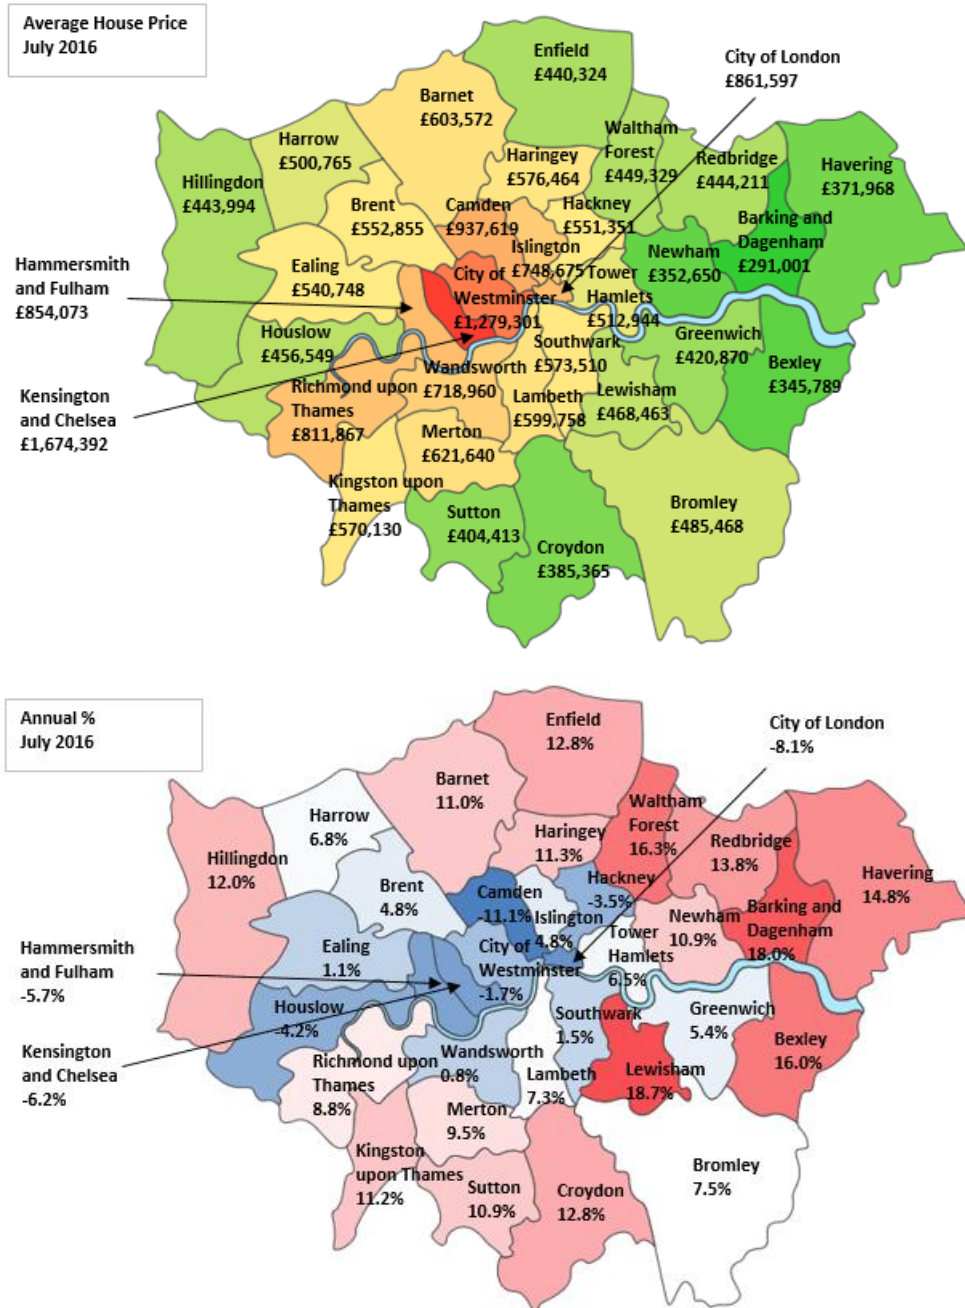 Average House Price
July 2016
Enfield
£440,324
City of London
£861,597
Barnet
£603,572
Harrow
£500,765
Waltham
Forest
£449,329
Haringey
£576,464
Redbridge
£444,211
Havering
£371,968
Hillingdon
£443,994
Brent
£552,855
Camden
£937,619
Hackney
£551,351
Islington
£748,675
Barking and
Dagenham
£291,001
Newham
£352,650
Hammersmith
and Fulham
£854,073
Ealing
£540,748
City of
Westminster
£1,279,301
Tower
Hamlets
£512,944
Houslow
£456,549
Southwark
£573,510
Greenwich
£420,870
Bexley
£345,789
Kensington
and Chelsea
£1,674,392
Richmond upon
Thames
£811,867
Wandsworth
£718,960
Lambeth
£599,758
Lewisham
£468,463
Merton
£621,640
Kingston upon
Thames
£570,130
Sutton
£404,413
Croydon
£385,365
Bromley
£485,468
Annual %
July 2016
Enfield
12.8%
City of London
-8.1%
Barnet
11.0%
Harrow
6.8%
Waltham
Forest
16.3%
Haringey
11.3%
Redbridge
13.8%
Havering
14.8%
Hillingdon
12.0%
Brent
4.8%
Camden
-11.1%
Hackney
-3.5%
Islington
4.8%
Newham
10.9%
Barking and
Dagenham
18.0%
Hammersmith
and Fulham
-5.7%
Ealing
1.1%
City of
Westminster
-1.7%
Tower
Hamlets
6.5%
Houslow
-4.2%
Southwark
1.5%
Greenwich
5.4%
Bexley
16.0%
Kensington
and Chelsea
-6.2%
Richmond upon
Thames
8.8%
Wandsworth
0.8%
Lambeth
7.3%
Lewisham
18.7%
Merton
9.5%
Kingston
upon Thames
11.2%
Sutton
10.9%
Croydon
12.8%
Bromley
7.5%